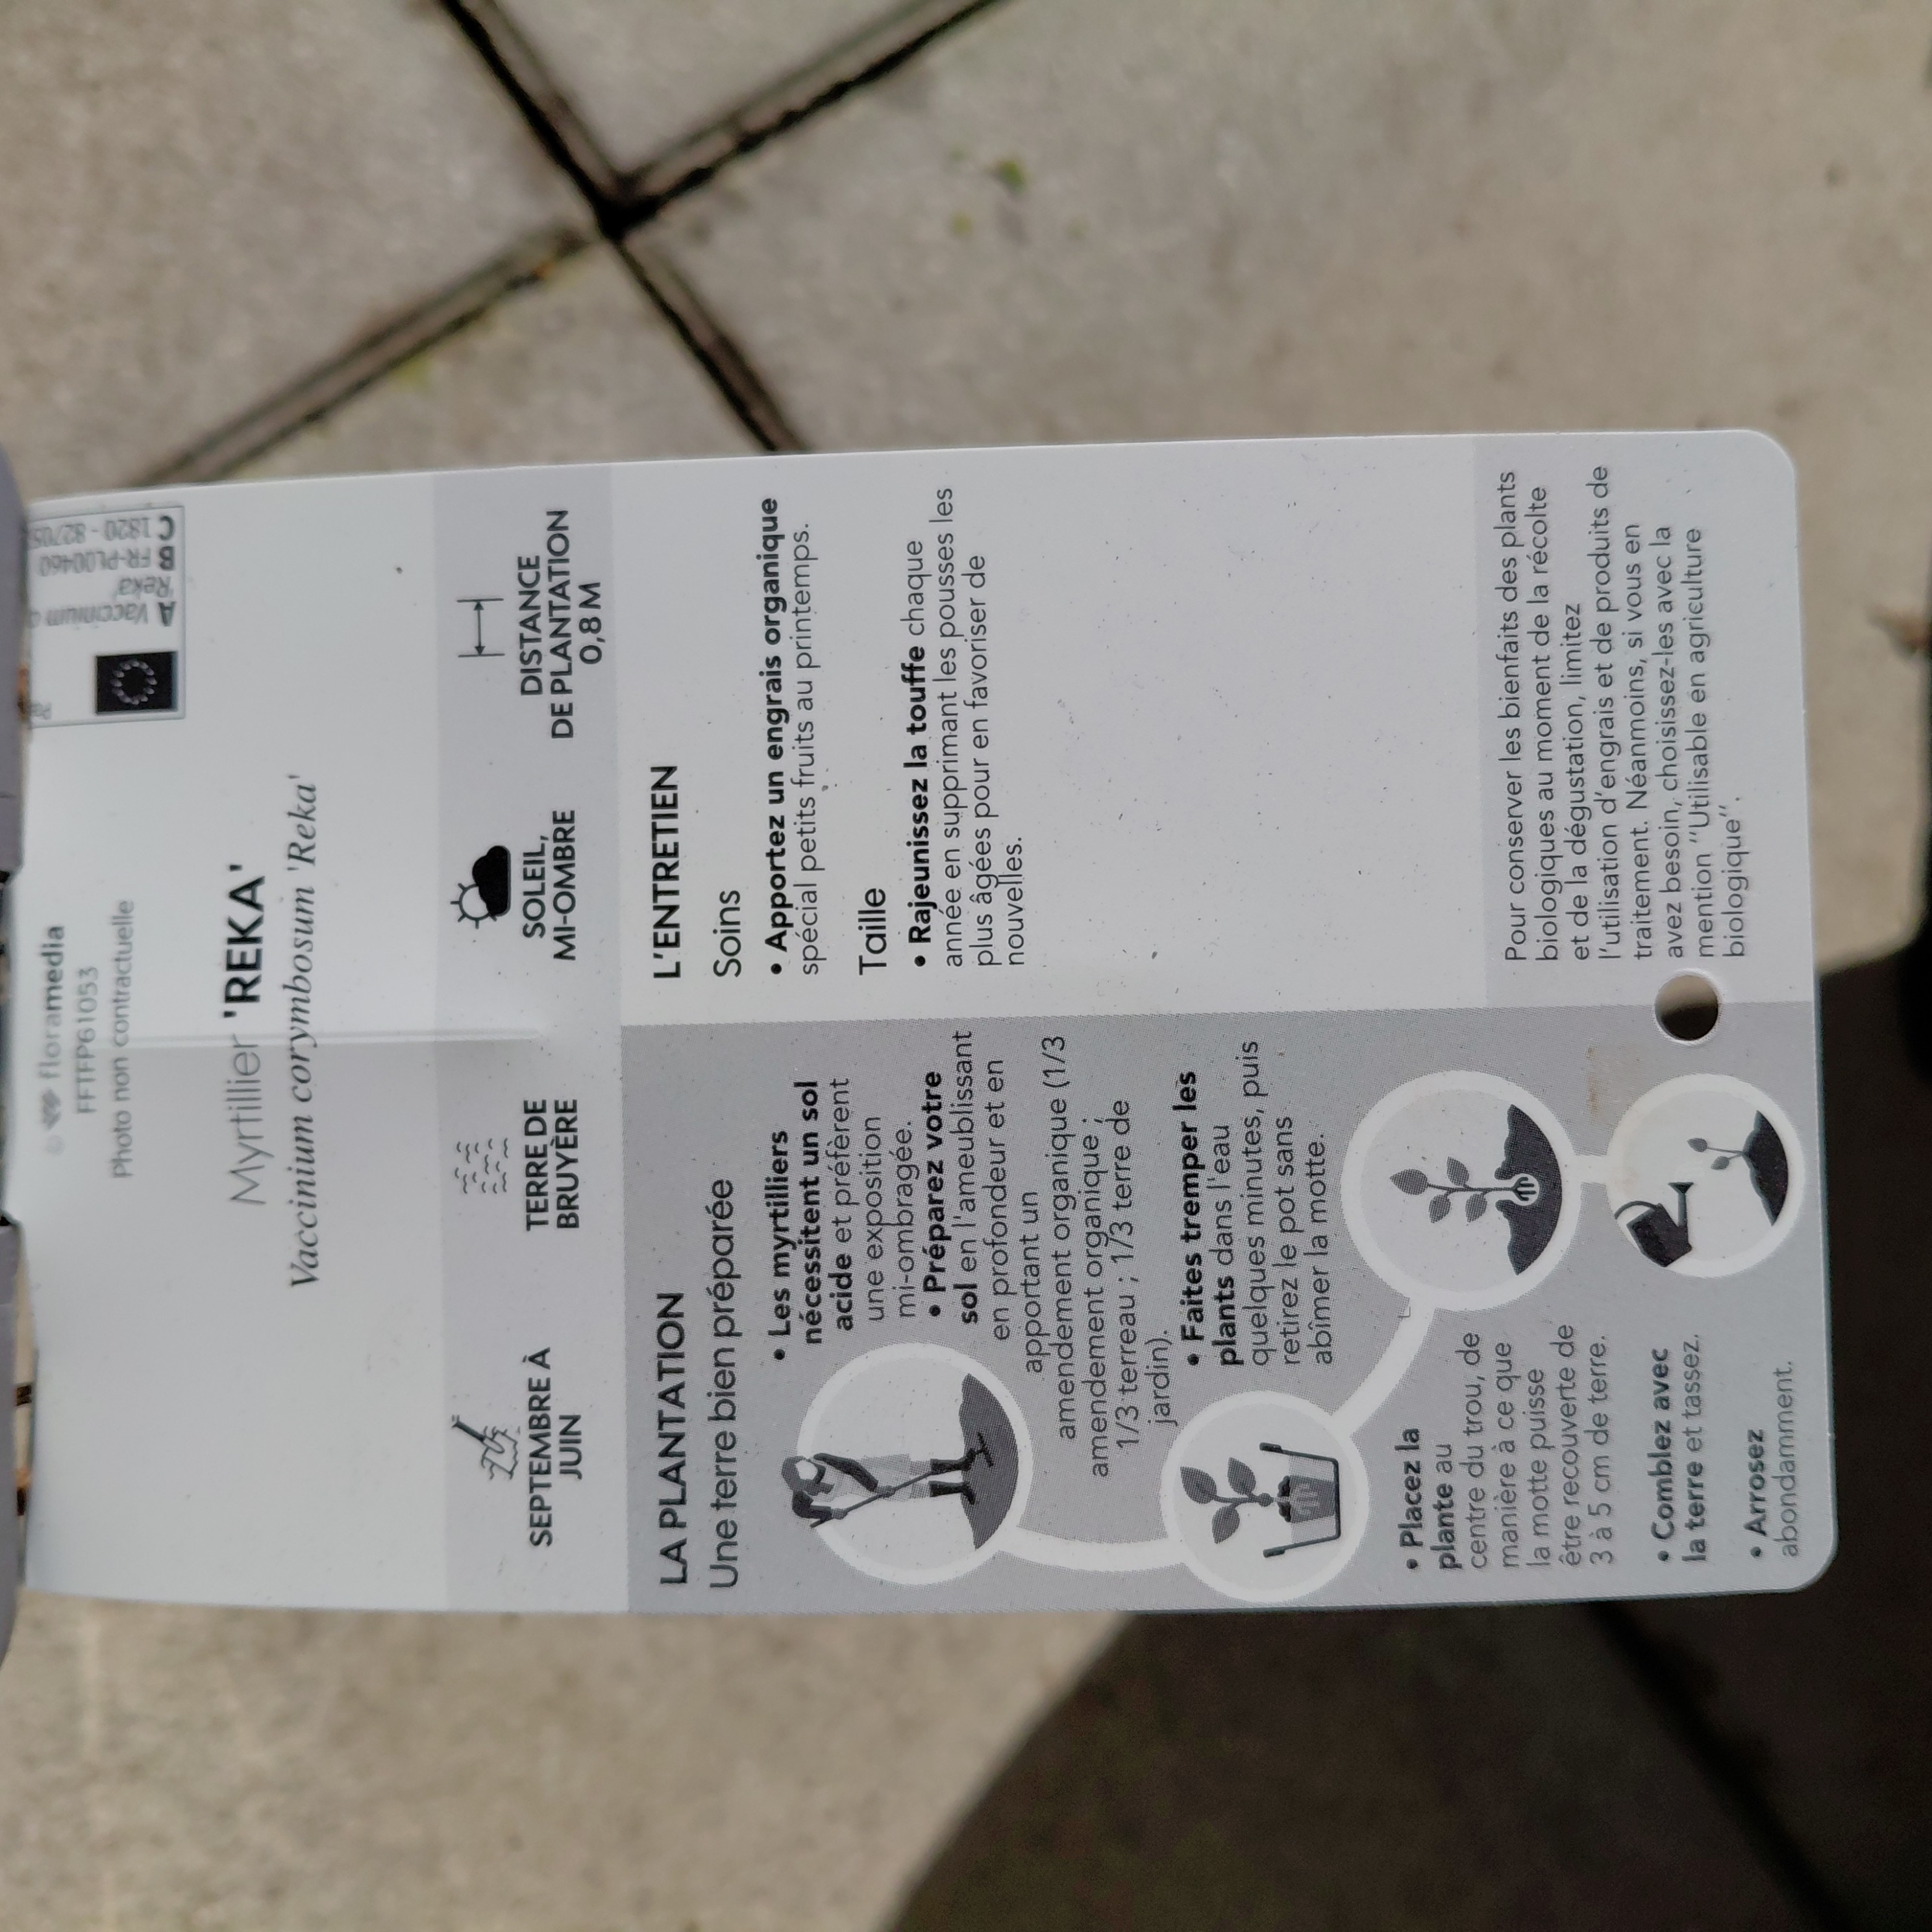 floramedia
FFTFP61053
Photo non contractuelle
A Vaccinium
'Reka'
B FR-PL00460
C 1820 - 82705
Myrtillier 'REKA'
Vaccinium corymbosum 'Reka'
SEPTEMBRE À
JUIN
TERRE DE
BRUYÈRE
SOLEIL,
MI-OMBRE
DISTANCE
DE PLANTATION
0,8 M
LA PLANTATION
Une terre bien préparée
• Les myrtilliers
nécessitent un sol
acide et préfèrent
une exposition
mi-ombragée.
• Préparez votre
sol en l'ameublissant
en profondeur et en
apportant un
amendement organique (1/3
amendement organique ;
1/3 terreau ; 1/3 terre de
jardin).
• Faites tremper les
plants dans l'eau
quelques minutes, puis
retirez le pot sans
abîmer la motte.
• Placez la
plante au
centre du trou, de
manière à ce que
la motte puisse
être recouverte de
3 à 5 cm de terre.
• Comblez avec
la terre et tassez.
• Arrosez
abondamment.
L'ENTRETIEN
Soins
• Apportez un engrais organique
spécial petits fruits au printemps.
Taille
• Rajeunissez la touffe chaque
année en supprimant les pousses les
plus âgées pour en favoriser de
nouvelles.
Pour conserver les bienfaits des plants
biologiques au moment de la récolte
et de la dégustation, limitez
l'utilisation d'engrais et de produits de
traitement. Néanmoins, si vous en
avez besoin, choisissez-les avec la
mention "Utilisable en agriculture
biologique".